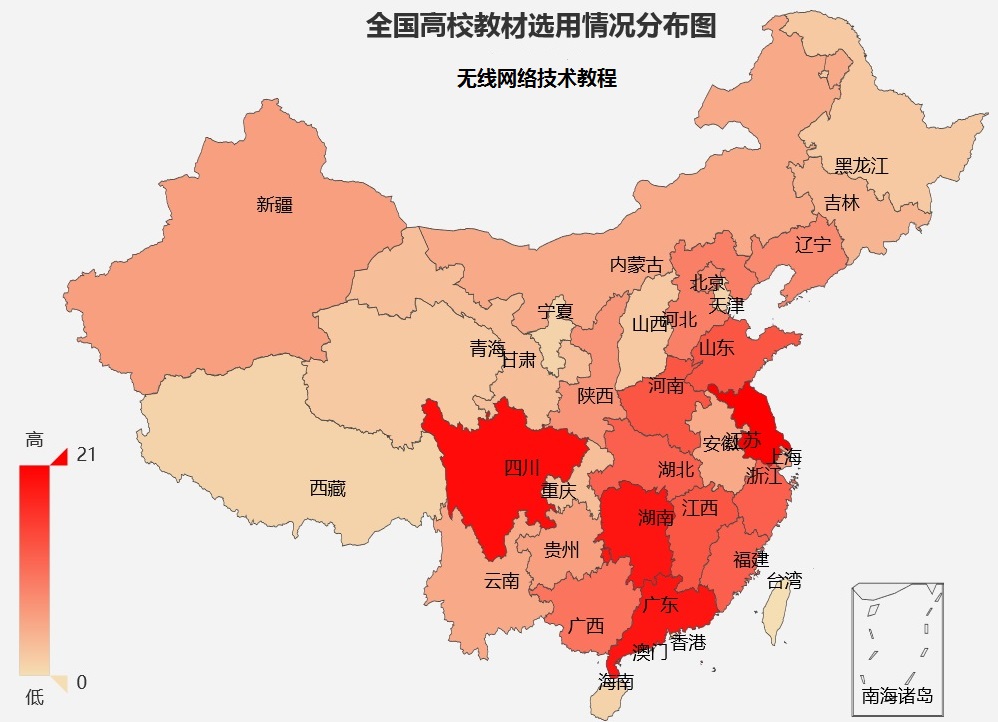 全国高校教材选用情况分布图
无线网络技术教程
黑龙江
吉林
新疆
辽宁
内蒙古
北京
天津
宁夏
山西
河北
青海
甘肃
山东
陕西
河南
高
21
安徽
江苏
上海
四川
湖北
浙江
西藏
重庆
江西
湖南
贵州
福建
云南
台湾
广东
广西
香港
澳门
0
海南
低
南海诸岛